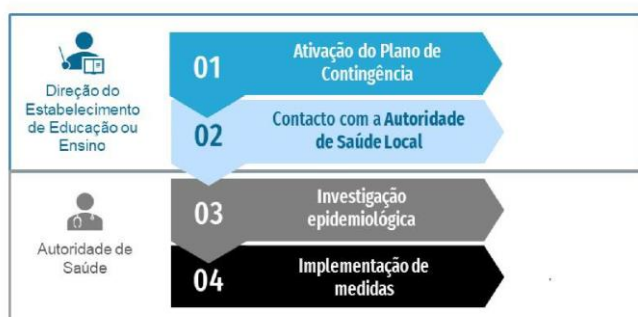 Direção do
Estabelecimento
de Educação ou
Ensino
01
Ativação do Plano de
Contingência
02
Contacto com a Autoridade
de Saúde Local
Autoridade de
Saúde
03
Investigação
epidemiológica
04
Implementação de
medidas